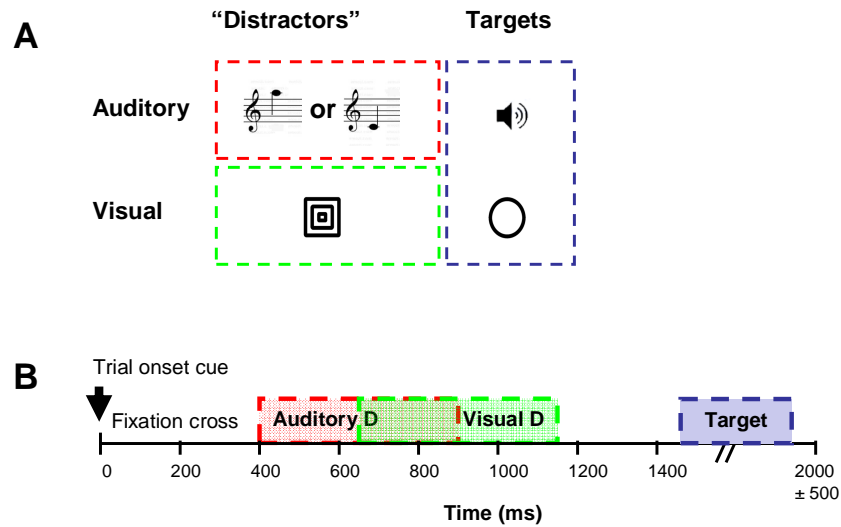 “Distractors” Targets
A
Auditory or
Visual
B
Trial onset cue
Fixation cross Auditory D Visual D Target
0 200 400 600 800 1000 1200 1400 2000
± 500
Time (ms)